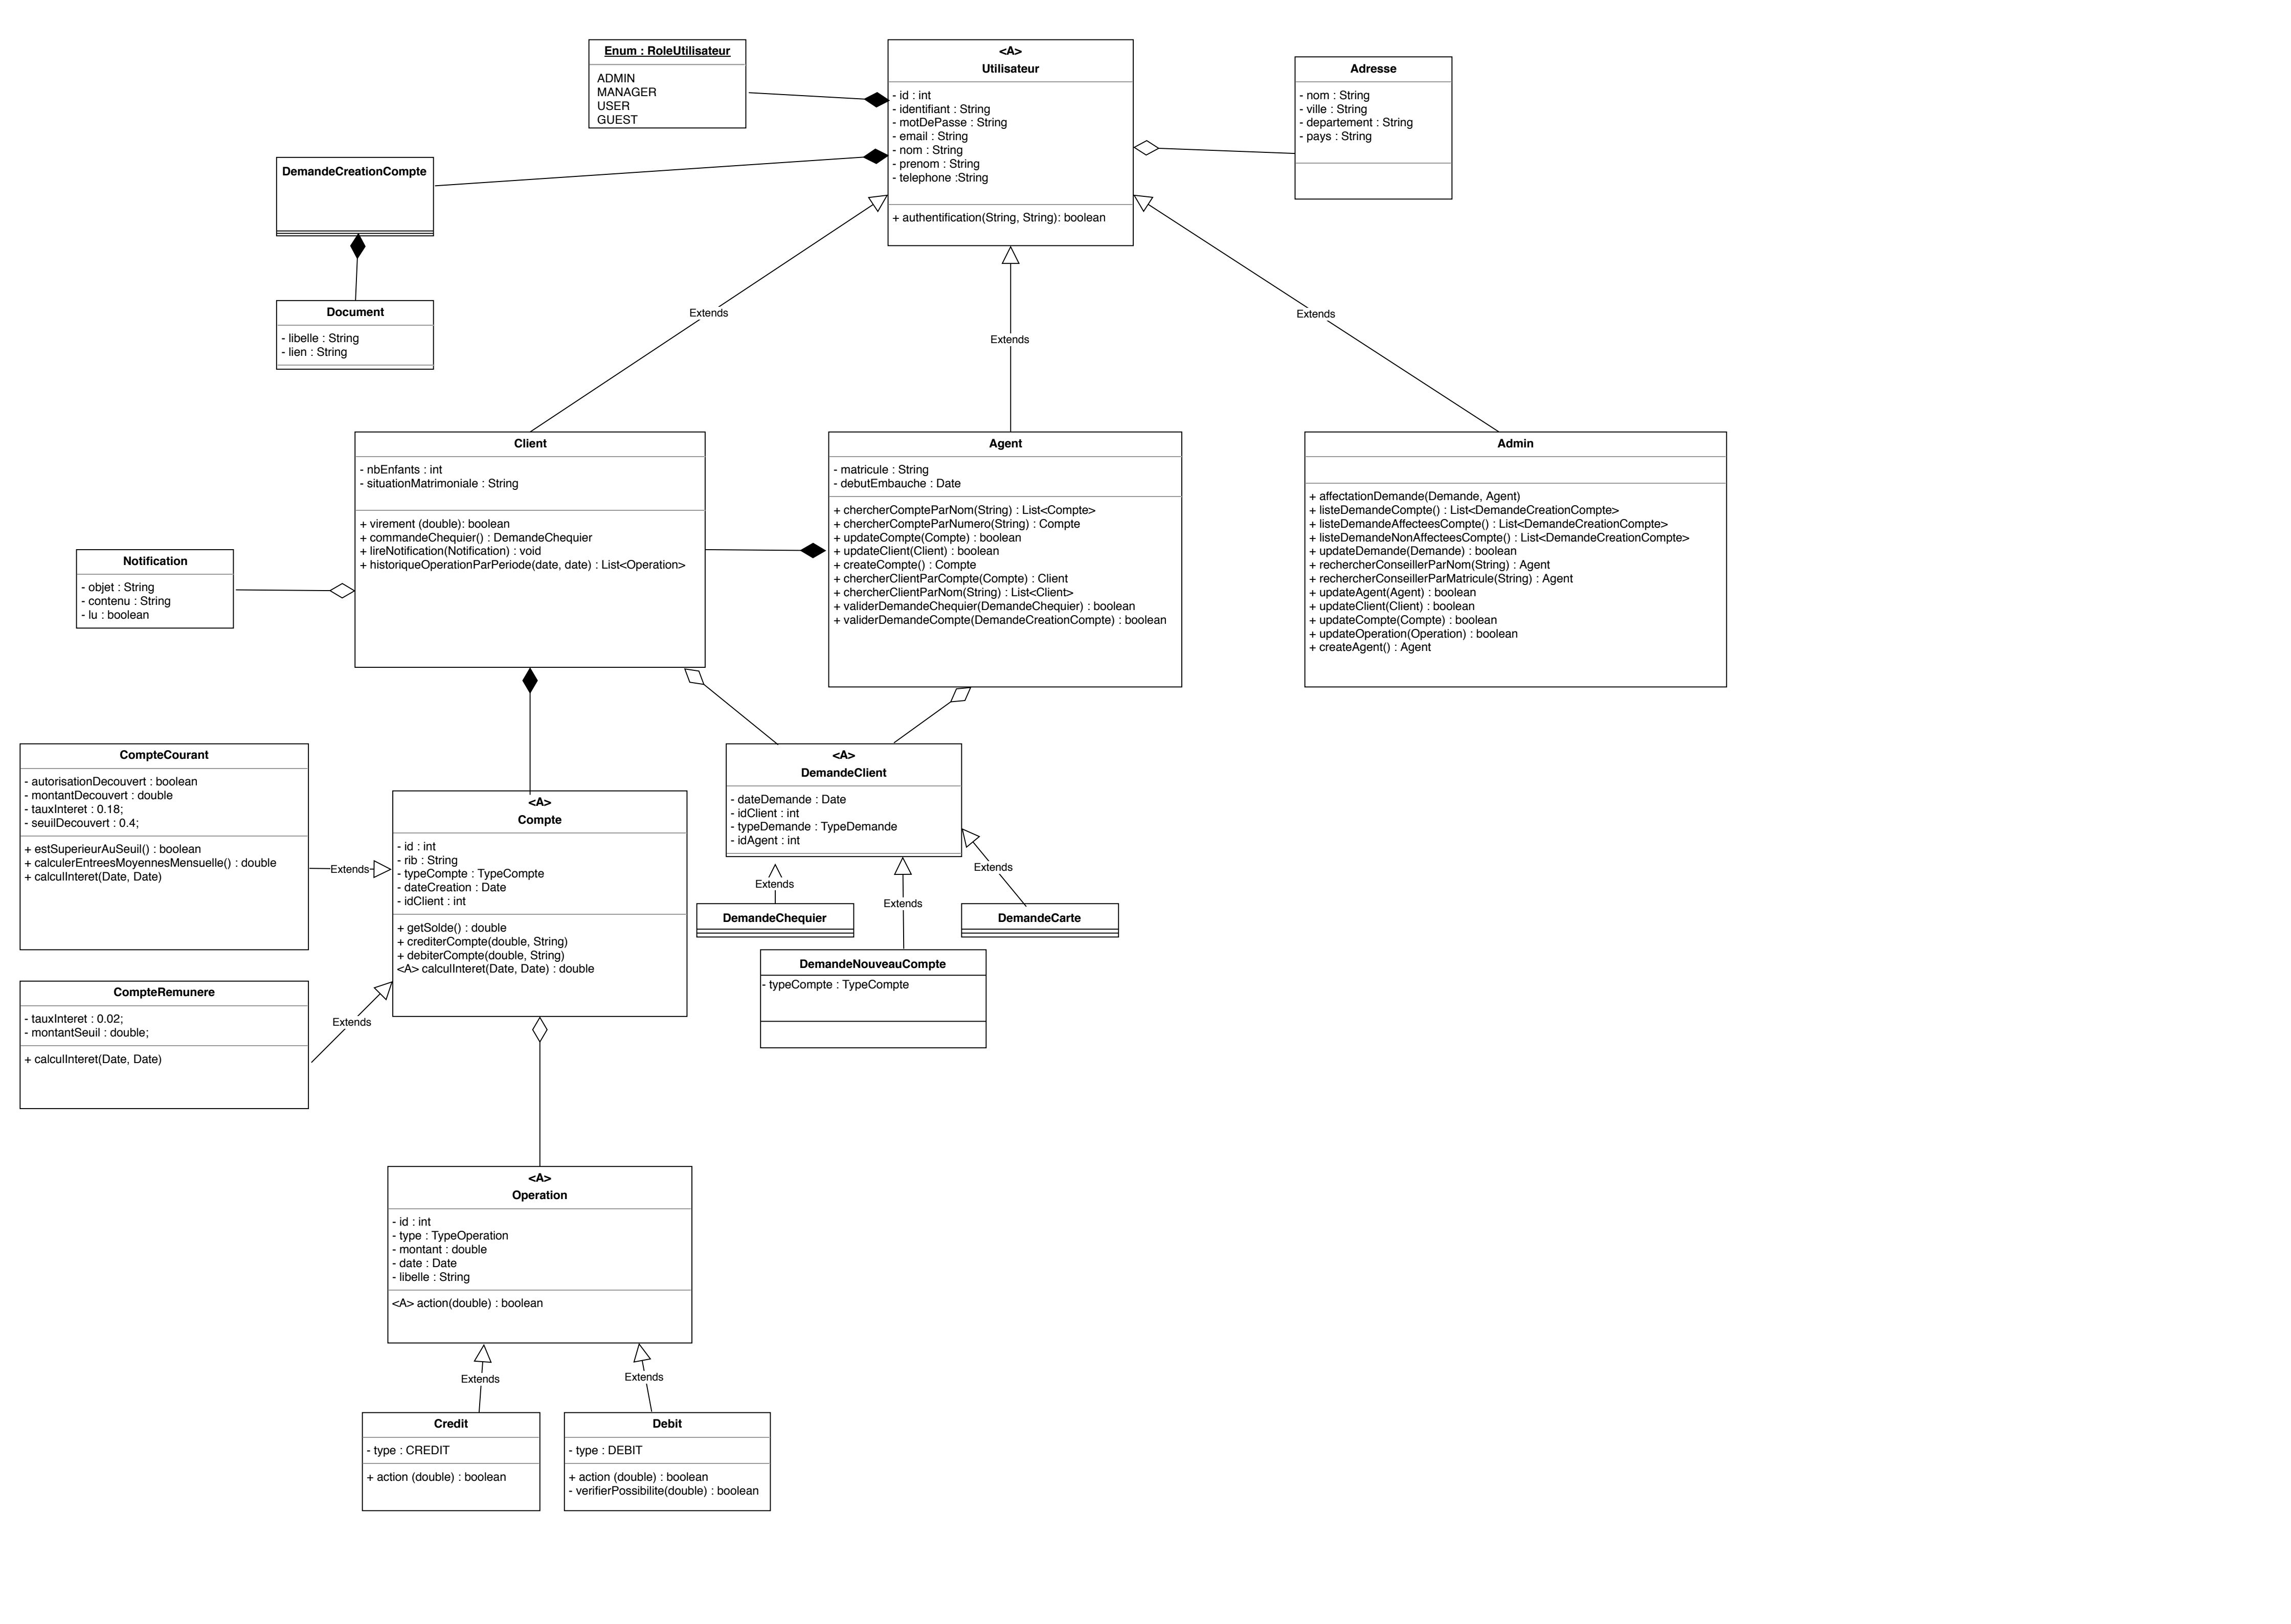 Enum : RoleUtilisateur
ADMIN
MANAGER
USER
GUEST
<A>
Utilisateur
- id : int
- identifiant : String
- motDePasse : String
- email : String
- nom : String
- prenom : String
- telephone :String
+ authentification(String, String): boolean
Adresse
- nom : String
- ville : String
- departement : String
- pays : String
DemandeCreationCompte
Document
- libelle : String
- lien : String
Extends
Extends
Extends
Client
- nbEnfants : int
- situationMatrimoniale : String
+ virement (double): boolean
+ commandeChequier() : DemandeChequier
+ lireNotification(Notification) : void
+ historiqueOperationParPeriode(date, date) : List<Operation>
Agent
- matricule : String
- debutEmbauche : Date
+ chercherCompteParNom(String) : List<Compte>
+ chercherCompteParNumero(String) : Compte
+ updateCompte(Compte) : boolean
+ updateClient(Client) : boolean
+ createCompte() : Compte
+ chercherClientParCompte(Compte) : Client
+ chercherClientParNom(String) : List<Client>
+ validerDemandeChequier(DemandeChequier) : boolean
+ validerDemandeCompte(DemandeCreationCompte) : boolean
Admin
+ affectationDemande(Demande, Agent)
+ listeDemandeCompte() : List<DemandeCreationCompte>
+ listeDemandeAffecteesCompte() : List<DemandeCreationCompte>
+ listeDemandeNonAffecteesCompte() : List<DemandeCreationCompte>
+ updateDemande(Demande) : boolean
+ rechercherConseillerParNom(String) : Agent
+ rechercherConseillerParMatricule(String) : Agent
+ updateAgent(Agent) : boolean
+ updateClient(Client) : boolean
+ updateCompte(Compte) : boolean
+ updateOperation(Operation) : boolean
+ createAgent() : Agent
Notification
- objet : String
- contenu : String
- lu : boolean
CompteCourant
- autorisationDecouvert : boolean
- montantDecouvert : double
- tauxInteret : 0.18;
- seuilDecouvert : 0.4;
+ estSuperieurAuSeuil() : boolean
+ calculerEntreesMoyennesMensuelle() : double
+ calculInteret(Date, Date)
Extends
<A>
Compte
- id : int
- rib : String
- typeCompte : TypeCompte
- dateCreation : Date
- idClient : int
+ getSolde() : double
+ crediterCompte(double, String)
+ debiterCompte(double, String)
<A> calculInteret(Date, Date) : double
<A>
DemandeClient
- dateDemande : Date
- idClient : int
- typeDemande : TypeDemande
- idAgent : int
Extends
Extends
Extends
DemandeChequier
DemandeCarte
DemandeNouveauCompte
- typeCompte : TypeCompte
CompteRemunere
- tauxInteret : 0.02;
- montantSeuil : double;
+ calculInteret(Date, Date)
Extends
<A>
Operation
- id : int
- type : TypeOperation
- montant : double
- date : Date
- libelle : String
<A> action(double) : boolean
Extends
Extends
Credit
- type : CREDIT
+ action (double) : boolean
Debit
- type : DEBIT
+ action (double) : boolean
- verifierPossibilite(double) : boolean